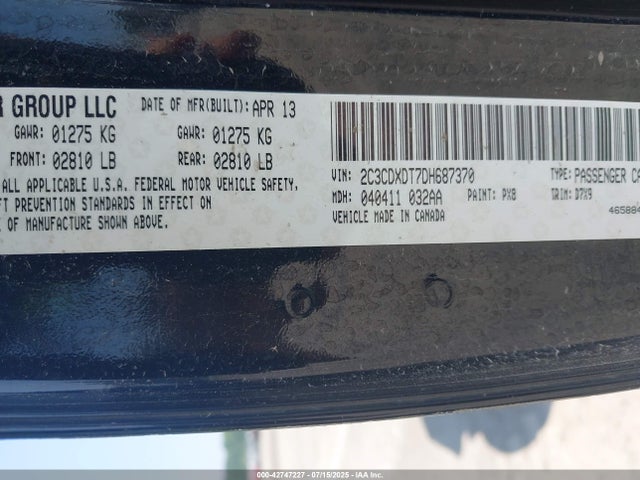 R GROUP LLC DATE OF MFR(BUILT): APR 13
GAWR: 01275 KG GAWR: 01275 KG
FRONT: 02810 LB REAR: 02810 LB
ALL APPLICABLE U.S.A. FEDERAL MOTOR VEHICLE SAFETY,
FT PREVENTION STANDARDS IN EFFECT ON
E OF MANUFACTURE SHOWN ABOVE.
VIN: 2C3CDXDT7DH687370 TYPE: PASSENGER CA
MDH: 040411 032AA PAINT: PX8 TRIM: D7X9
VEHICLE MADE IN CANADA 46588
000-42747227 - 07/15/2025 - IAA Inc.